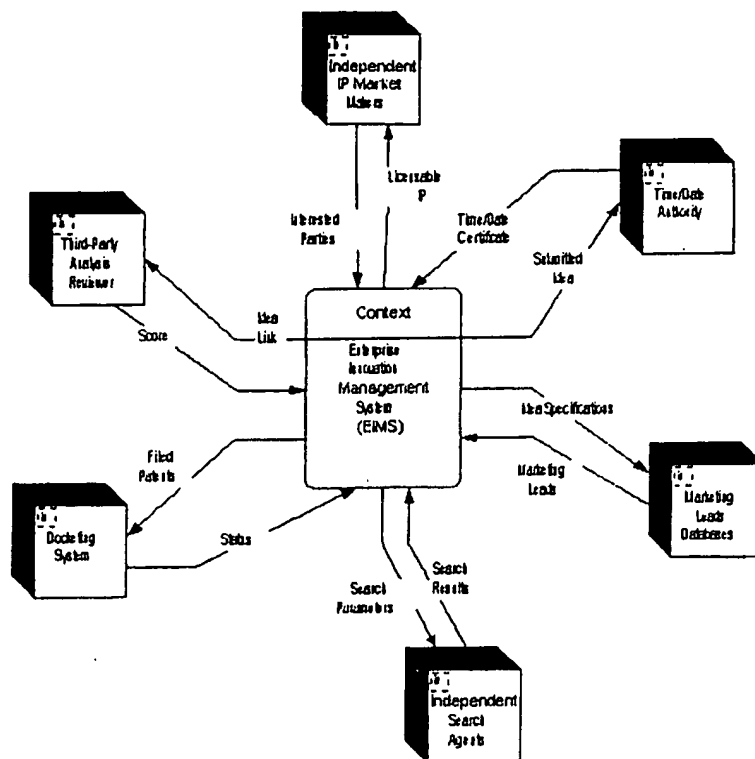 Independent
IP Market
Makers
Licensable
IP
Interested
Parties
Time/Date
Certificate
Time/Date
Authority
Submitted
Idea
Third-Party
Analysis
Reviewer
Idea
Link
Score
Context
Enterprise
Innovation
Management
System
(EIMS)
Idea Specifications
Marketing
Leads
Marketing
Leads
Databases
Filed
Patents
Docketing
System
Status
Search
Parameters
Search
Results
Independent
Search
Agents